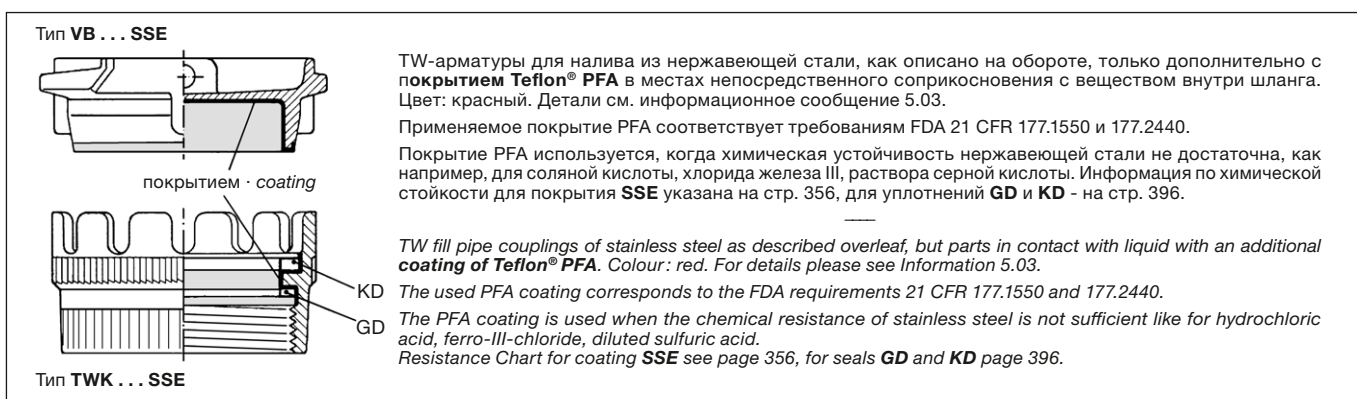 Тип VB . . . SSE
покрытием · coating
KD
GD
Тип TWK . . . SSE
TW-арматуры для налива из нержавеющей стали, как описано на обороте, только дополнительно с
покрытием Teflon® PFA в местах непосредственного соприкосновения с веществом внутри шланга.
Цвет: красный. Детали см. информационное сообщение 5.03.
Применяемое покрытие PFA соответствует требованиям FDA 21 CFR 177.1550 и 177.2440.
Покрытие PFA используется, когда химическая устойчивость нержавеющей стали не достаточна, как
например, для соляной кислоты, хлорида железа III, раствора серной кислоты. Информация по химической
стойкости для покрытия SSE указана на стр. 356, для уплотнений GD и KD - на стр. 396.
TW fill pipe couplings of stainless steel as described overleaf, but parts in contact with liquid with an additional
coating of Teflon® PFA. Colour: red. For details please see Information 5.03.
The used PFA coating corresponds to the FDA requirements 21 CFR 177.1550 and 177.2440.
The PFA coating is used when the chemical resistance of stainless steel is not sufficient like for hydrochloric
acid, ferro-III-chloride, diluted sulfuric acid.
Resistance Chart for coating SSE see page 356, for seals GD and KD page 396.